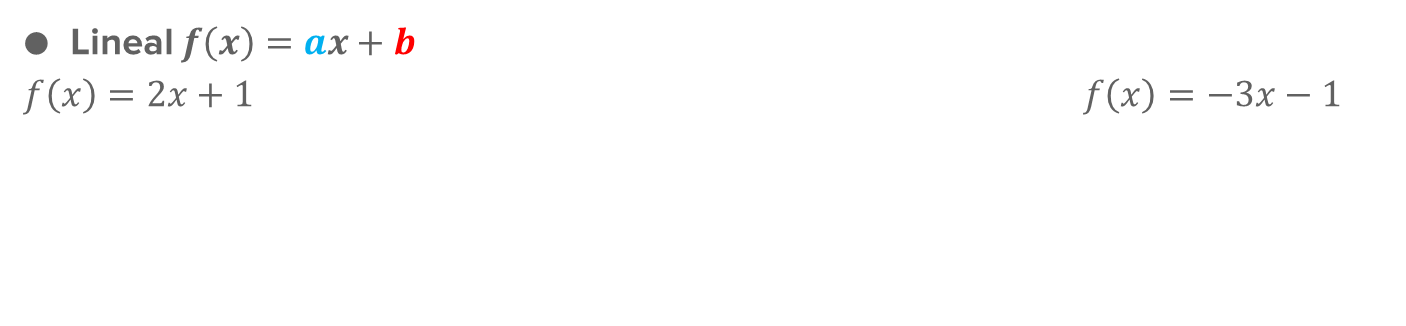 ● Lineal f(x) = ax + b
f(x) = 2x + 1 f(x) = −3x − 1